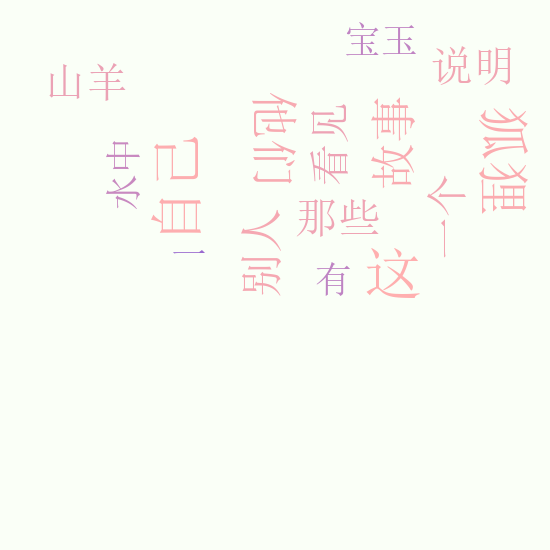 宝玉
说明
山羊
他们
看见
故事
狐狸
水中
自己
一个
那些
别人
一
有
这